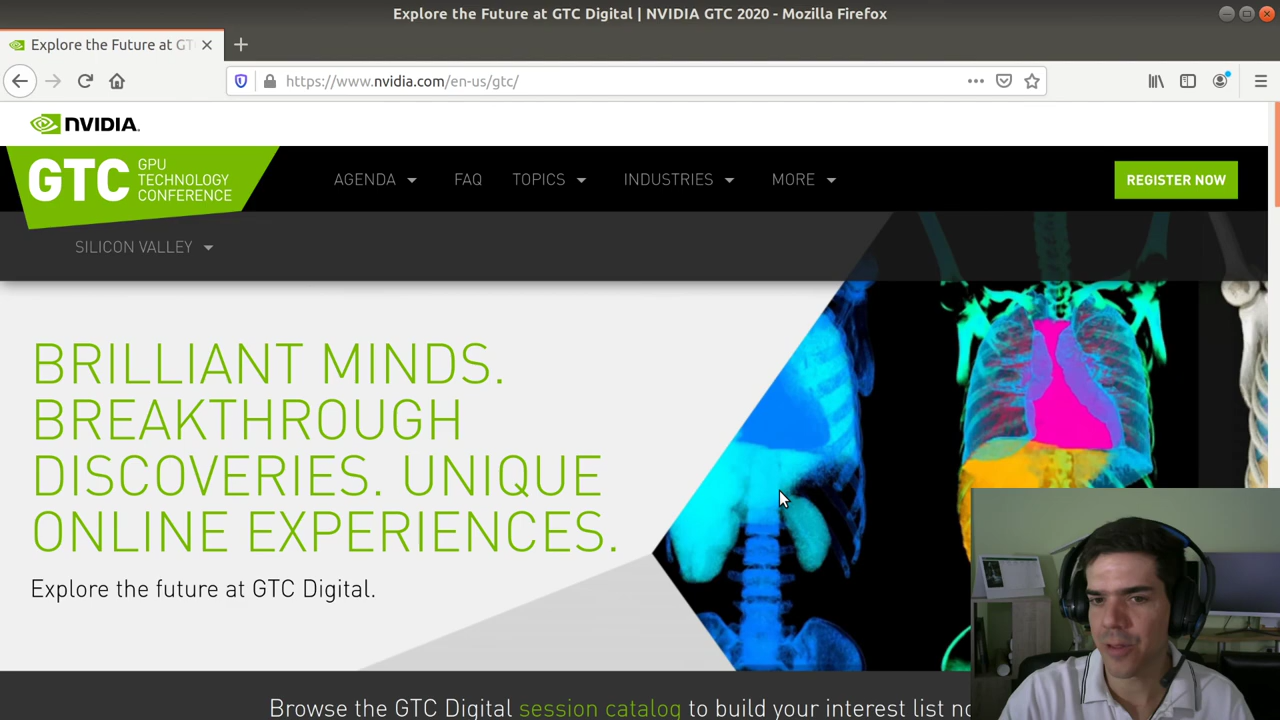 Explore the Future at GTC Digital | NVIDIA GTC 2020 - Mozilla Firefox
Explore the Future at GT
https://www.nvidia.com/en-us/gtc/
NVIDIA.
GTC GPU
TECHNOLOGY
CONFERENCE
AGENDA FAQ TOPICS INDUSTRIES MORE REGISTER NOW
SILICON VALLEY
BRILLIANT MINDS.
BREAKTHROUGH
DISCOVERIES. UNIQUE
ONLINE EXPERIENCES.
Explore the future at GTC Digital.
Browse the GTC Digital session catalog to build your interest list